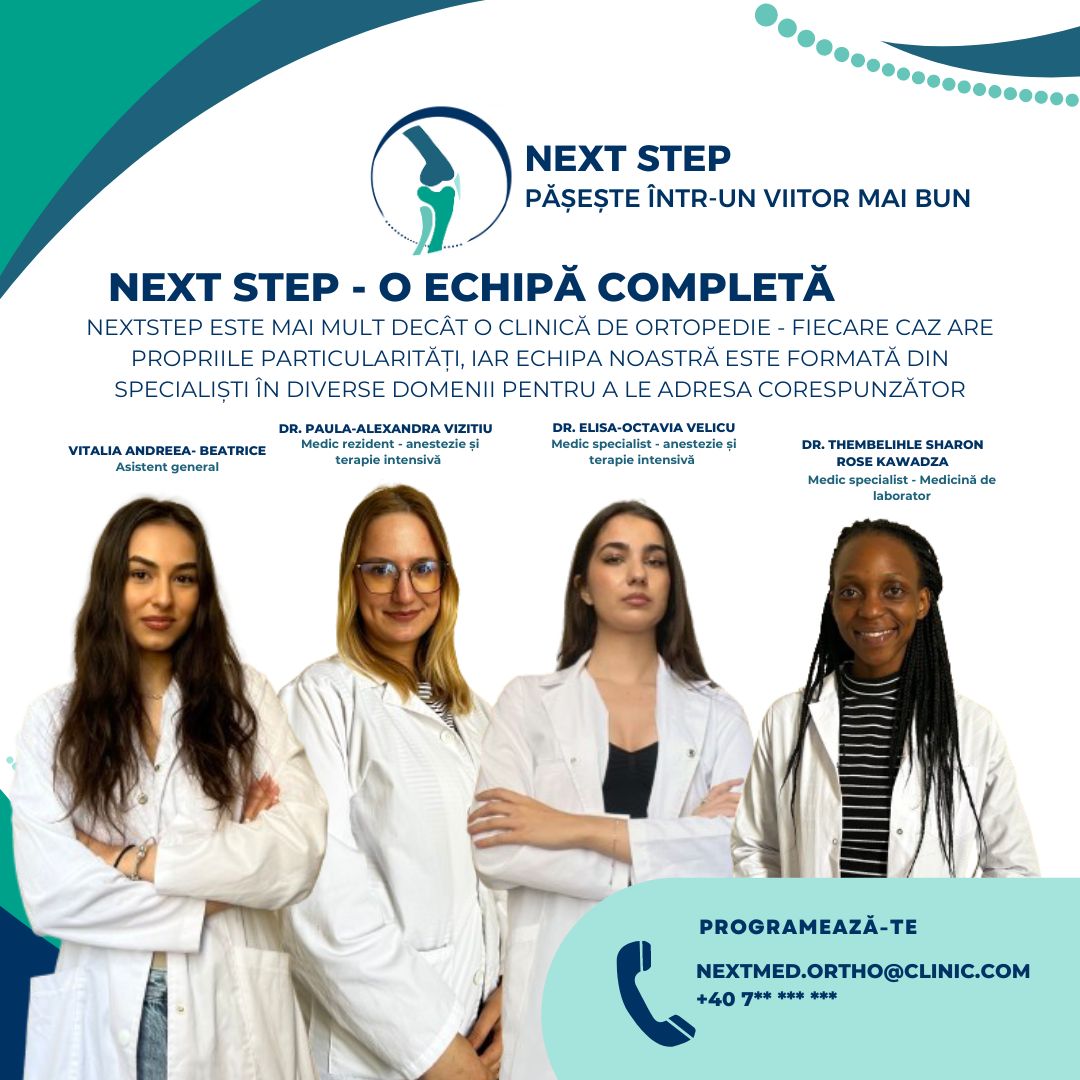 NEXT STEP
PĂȘEȘTE ÎNTR-UN VIITOR MAI BUN
NEXT STEP - O ECHIPĂ COMPLETĂ
NEXTSTEP ESTE MAI MULT DECÂT O CLINICĂ DE ORTOPEDIE - FIECARE CAZ ARE
PROPRIILE PARTICULARITĂȚI, IAR ECHIPA NOASTRĂ ESTE FORMATĂ DIN
SPECIALIȘTI ÎN DIVERSE DOMENII PENTRU A LE ADRESA CORESPUNZĂTOR
VITALIA ANDREEA- BEATRICE
Asistent general
DR. PAULA-ALEXANDRA VIZITIU
Medic rezident - anestezie și
terapie intensivă
DR. ELISA-OCTAVIA VELICU
Medic specialist - anestezie și
terapie intensivă
DR. THEMBELIHLE SHARON
ROSE KAWADZA
Medic specialist - Medicină de
laborator
PROGRAMEAZĂ-TE
NEXTMED.ORTHO@CLINIC.COM
+40 7** *** ***